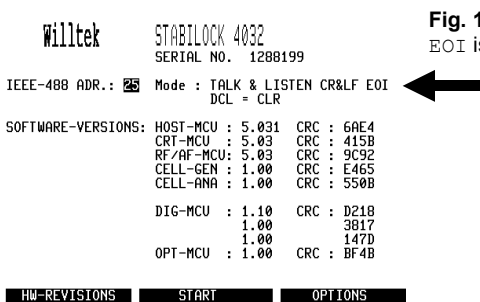 Willtek STABILOCK 4032
SERIAL NO. 1288199
IEEE-488 ADR.: 25 Mode : TALK & LISTEN CR&LF EOI
DCL = CLR
SOFTWARE-VERSIONS: HOST-MCU : 5.031 CRC : 6AE4
CRT-MCU : 5.03 CRC : 415B
RF/AF-MCU: 5.03 CRC : 9C92
CELL-GEN : 1.00 CRC : E465
CELL-ANA : 1.00 CRC : 550B
DIG-MCU : 1.10 CRC : D218
1.00 3817
1.00 147D
OPT-MCU : 1.00 CRC : BF4B
HW-REVISIONS START OPTIONS
Fig. 1
EOI is